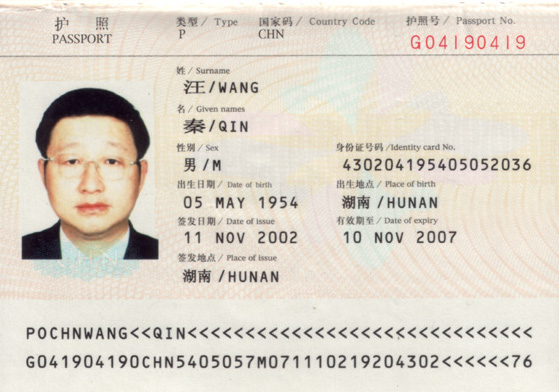 护 照
PASSPORT
类型 / Type 国家码 / Country Code 护照号 / Passport No.
P CHN G04190419
姓 / Surname
汪/WANG
名 / Given names
秦/QIN
性别 / Sex 身份证号码 /Identity card No.
男/M 430204195405052036
出生日期 / Date of birth 出生地点 / Place of birth
05 MAY 1954 湖南/HUNAN
签发日期 / Date of issue 有效期至 / Date of expiry
11 NOV 2002 10 NOV 2007
签发地点 / Place of issue
湖南/HUNAN
POCHNWANG<<QIN<<<<<<<<<<<<<<<<<<<<<<<<<<<<<<
G041904190CHN5405057M071110219204302<<<<<<76